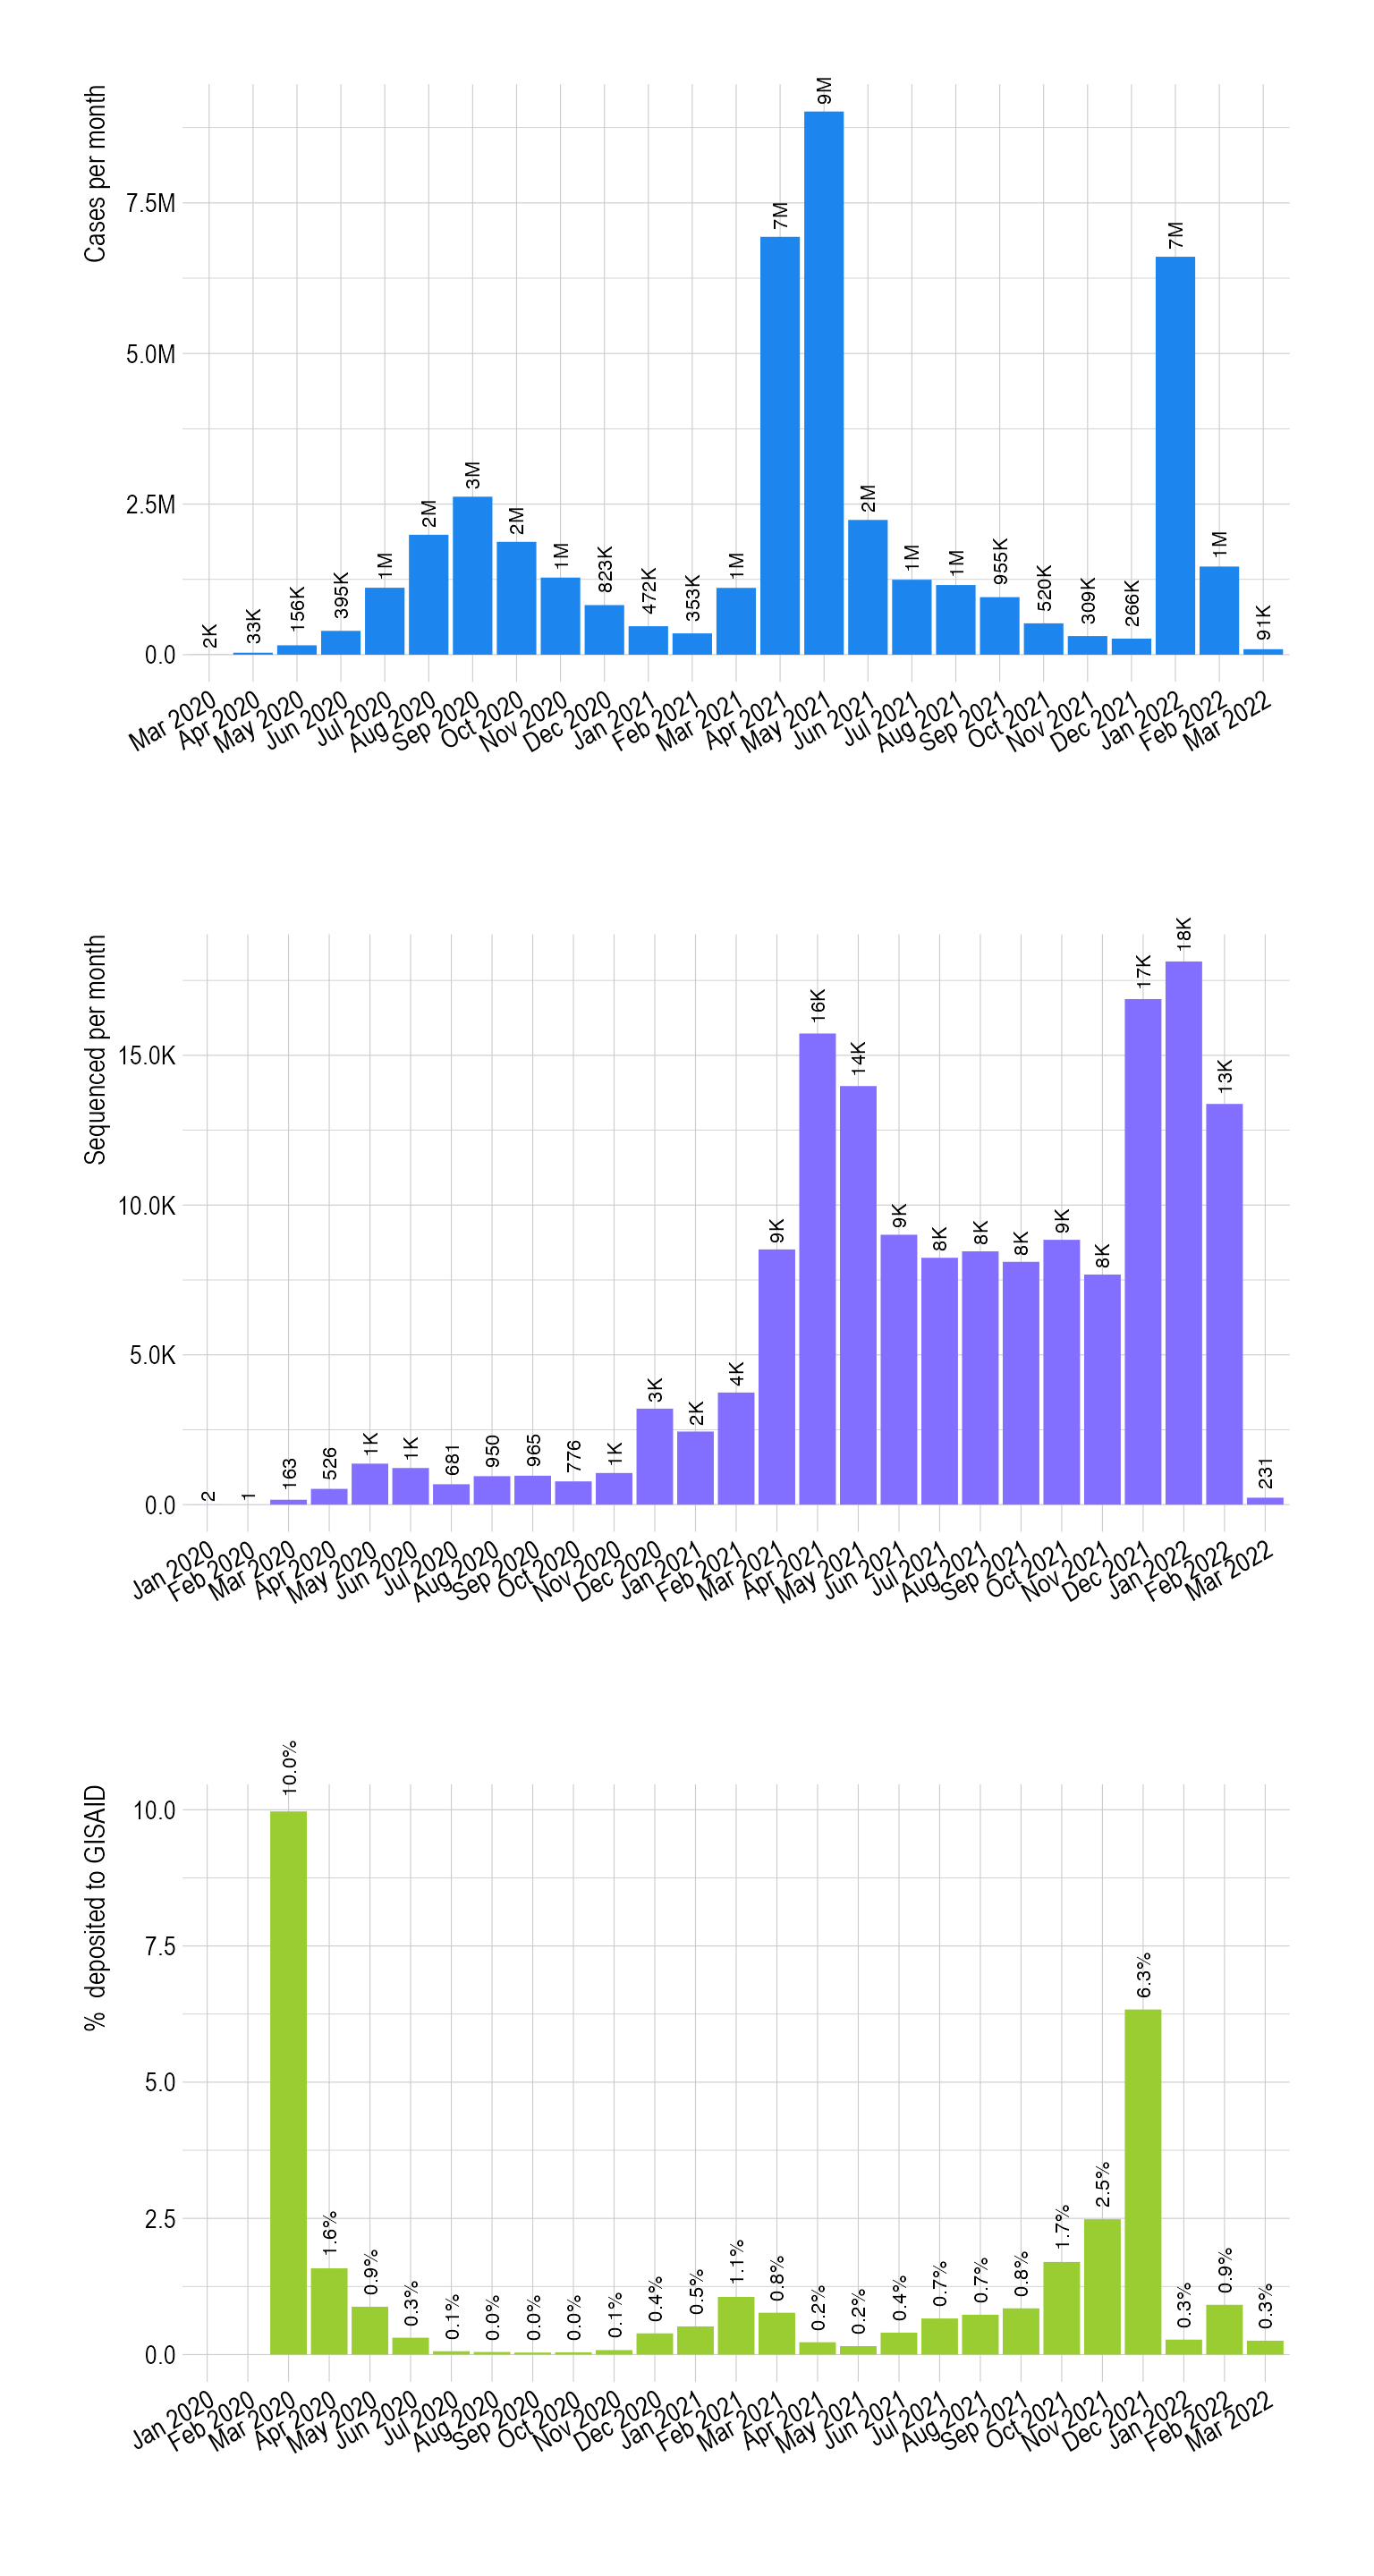 Cases per month
7.5M
5.0M
2.5M
0.0
2K
33K
156K
395K
1M
2M
3M
2M
1M
823K
472K
353K
1M
7M
9M
2M
1M
1M
955K
520K
309K
266K
7M
1M
91K
Mar 2020
Apr 2020
May 2020
Jun 2020
Jul 2020
Aug 2020
Sep 2020
Oct 2020
Nov 2020
Dec 2020
Jan 2021
Feb 2021
Mar 2021
Apr 2021
May 2021
Jun 2021
Jul 2021
Aug 2021
Sep 2021
Oct 2021
Nov 2021
Dec 2021
Jan 2022
Feb 2022
Mar 2022
Sequenced per month
15.0K
10.0K
5.0K
0.0
2
1
163
526
1K
1K
681
950
965
776
1K
3K
2K
4K
9K
16K
14K
9K
8K
8K
8K
9K
8K
17K
18K
13K
231
Jan 2020
Feb 2020
Mar 2020
Apr 2020
May 2020
Jun 2020
Jul 2020
Aug 2020
Sep 2020
Oct 2020
Nov 2020
Dec 2020
Jan 2021
Feb 2021
Mar 2021
Apr 2021
May 2021
Jun 2021
Jul 2021
Aug 2021
Sep 2021
Oct 2021
Nov 2021
Dec 2021
Jan 2022
Feb 2022
Mar 2022
% deposited to GISAID
10.0
7.5
5.0
2.5
0.0
10.0%
1.6%
0.9%
0.3%
0.1%
0.0%
0.0%
0.0%
0.1%
0.4%
0.5%
1.1%
0.8%
0.2%
0.2%
0.4%
0.7%
0.7%
0.8%
1.7%
2.5%
6.3%
0.3%
0.9%
0.3%
Jan 2020
Feb 2020
Mar 2020
Apr 2020
May 2020
Jun 2020
Jul 2020
Aug 2020
Sep 2020
Oct 2020
Nov 2020
Dec 2020
Jan 2021
Feb 2021
Mar 2021
Apr 2021
May 2021
Jun 2021
Jul 2021
Aug 2021
Sep 2021
Oct 2021
Nov 2021
Dec 2021
Jan 2022
Feb 2022
Mar 2022